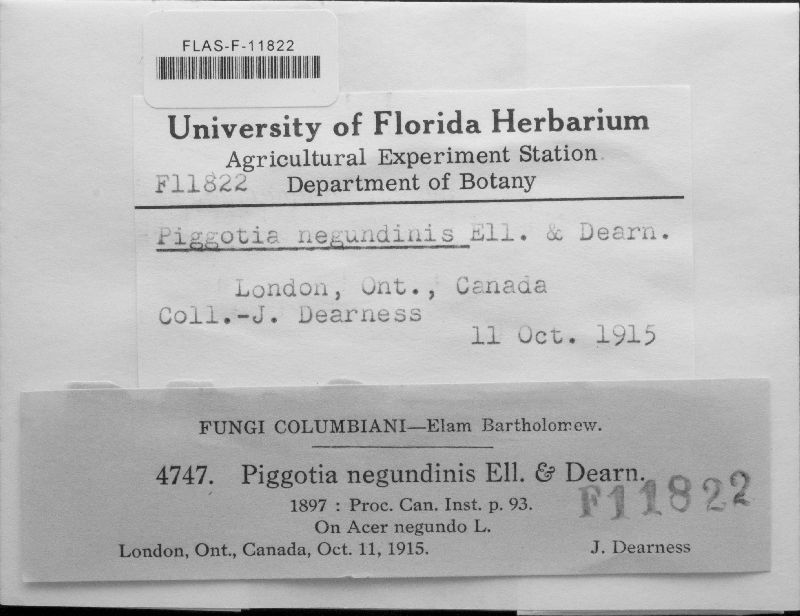 FLAS-F-11822
University of Florida Herbarium
Agricultural Experiment Station
F11822 Department of Botany
Piggotia negundinis Ell. & Dearn.
London, Ont., Canada
Coll.-J. Dearness
11 Oct. 1915
FUNGI COLUMBIANI—Elam Bartholomew.
4747. Piggotia negundinis Ell. & Dearn.
1897 : Proc. Can. Inst. p. 93.
F11822
On Acer negundo L.
London, Ont., Canada, Oct. 11, 1915. J. Dearness